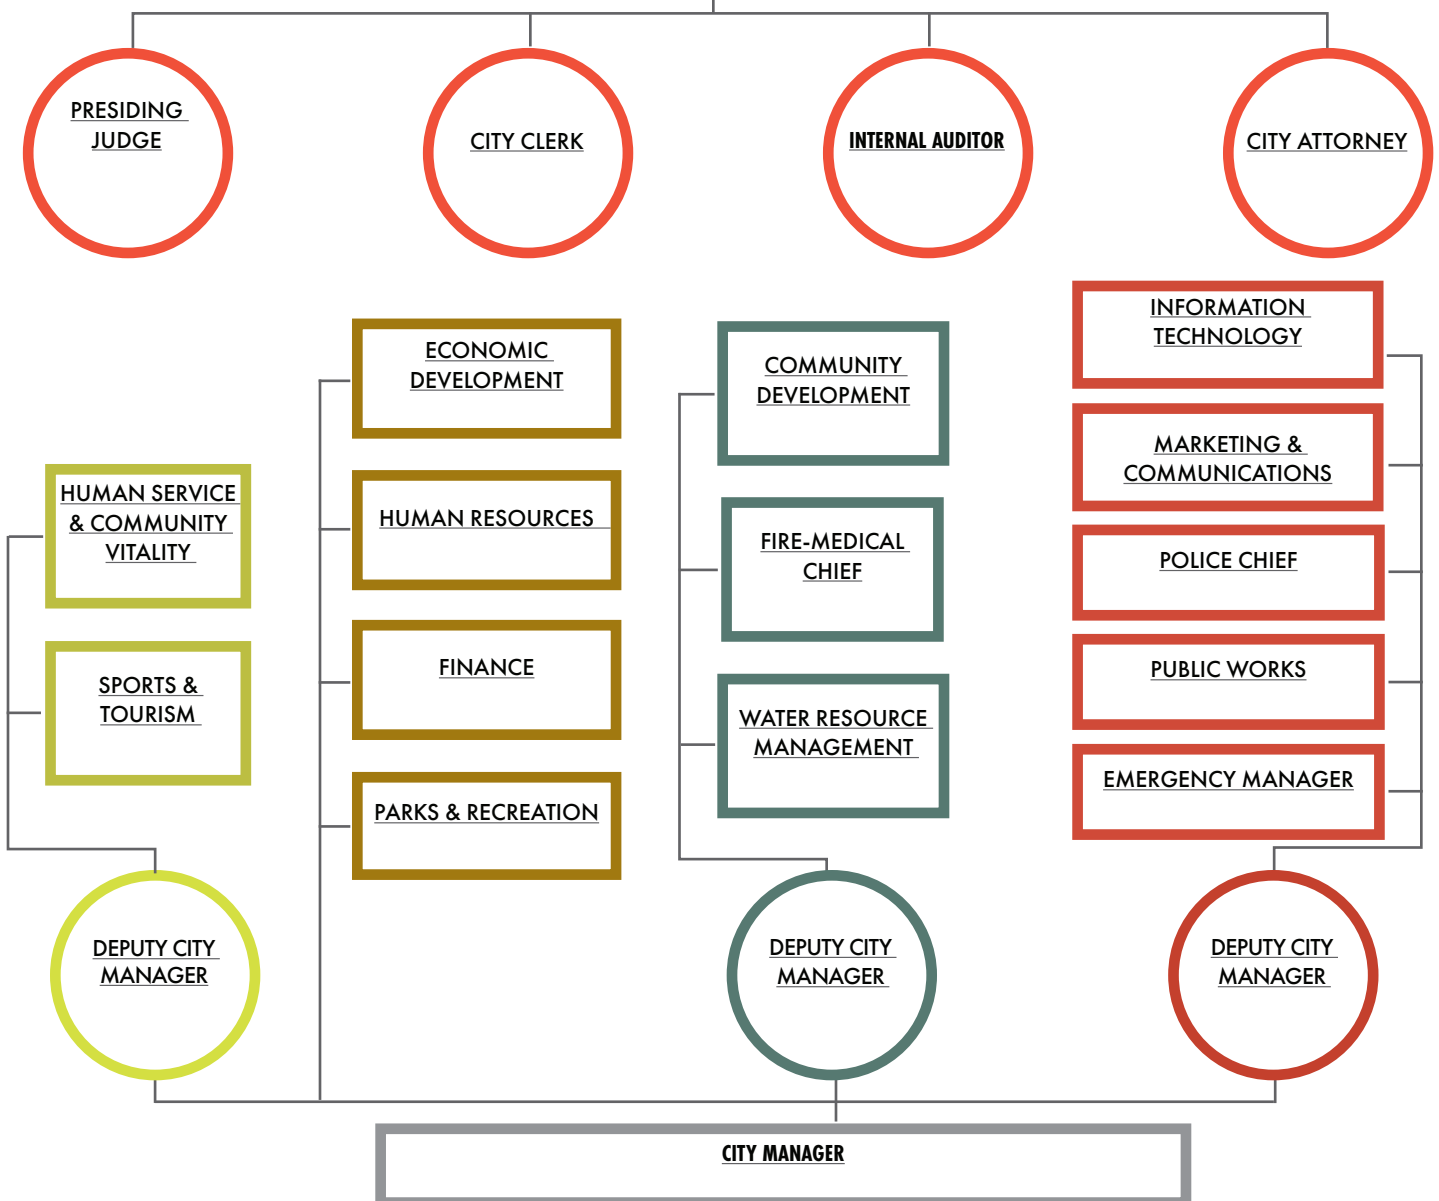 PRESIDING
JUDGE
CITY CLERK
INTERNAL AUDITOR
CITY ATTORNEY
HUMAN SERVICE
& COMMUNITY
VITALITY
SPORTS &
TOURISM
ECONOMIC
DEVELOPMENT
HUMAN RESOURCES
FINANCE
PARKS & RECREATION
COMMUNITY
DEVELOPMENT
FIRE-MEDICAL
CHIEF
WATER RESOURCE
MANAGEMENT
INFORMATION
TECHNOLOGY
MARKETING &
COMMUNICATIONS
POLICE CHIEF
PUBLIC WORKS
EMERGENCY MANAGER
DEPUTY CITY
MANAGER
DEPUTY CITY
MANAGER
DEPUTY CITY
MANAGER
CITY MANAGER